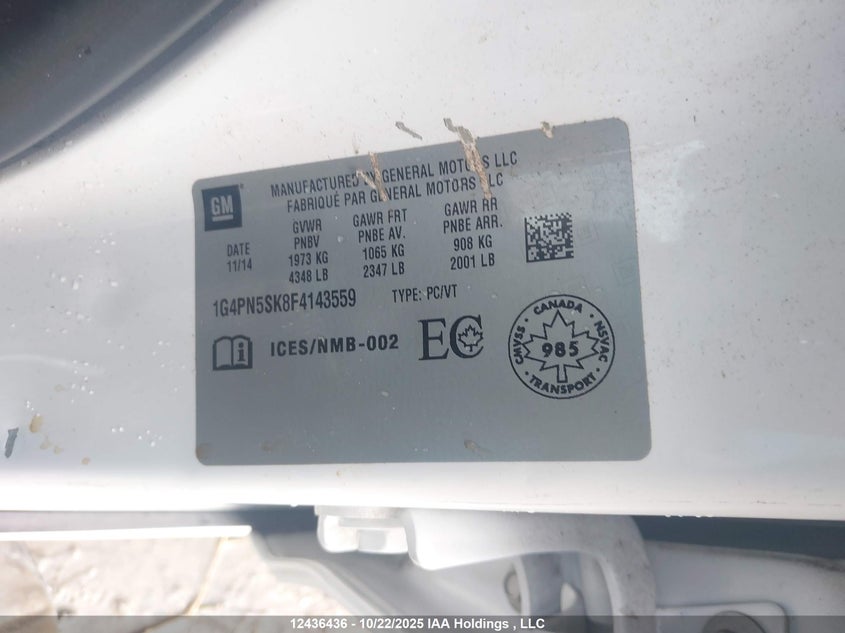 GM
MANUFACTURED BY GENERAL MOTORS LLC
FABRIQUÉ PAR GENERAL MOTORS LLC
DATE
11/14
GVWR
PNBV
1973 KG
4348 LB
GAWR FRT
PNBE AV.
1065 KG
2347 LB
GAWR RR
PNBE ARR.
908 KG
2001 LB
1G4PN5SK8F4143559 TYPE: PC/VT
ICES/NMB-002
EC
CANADA
CMVSS 985 NSVAC
TRANSPORT
12436436 - 10/22/2025 IAA Holdings , LLC